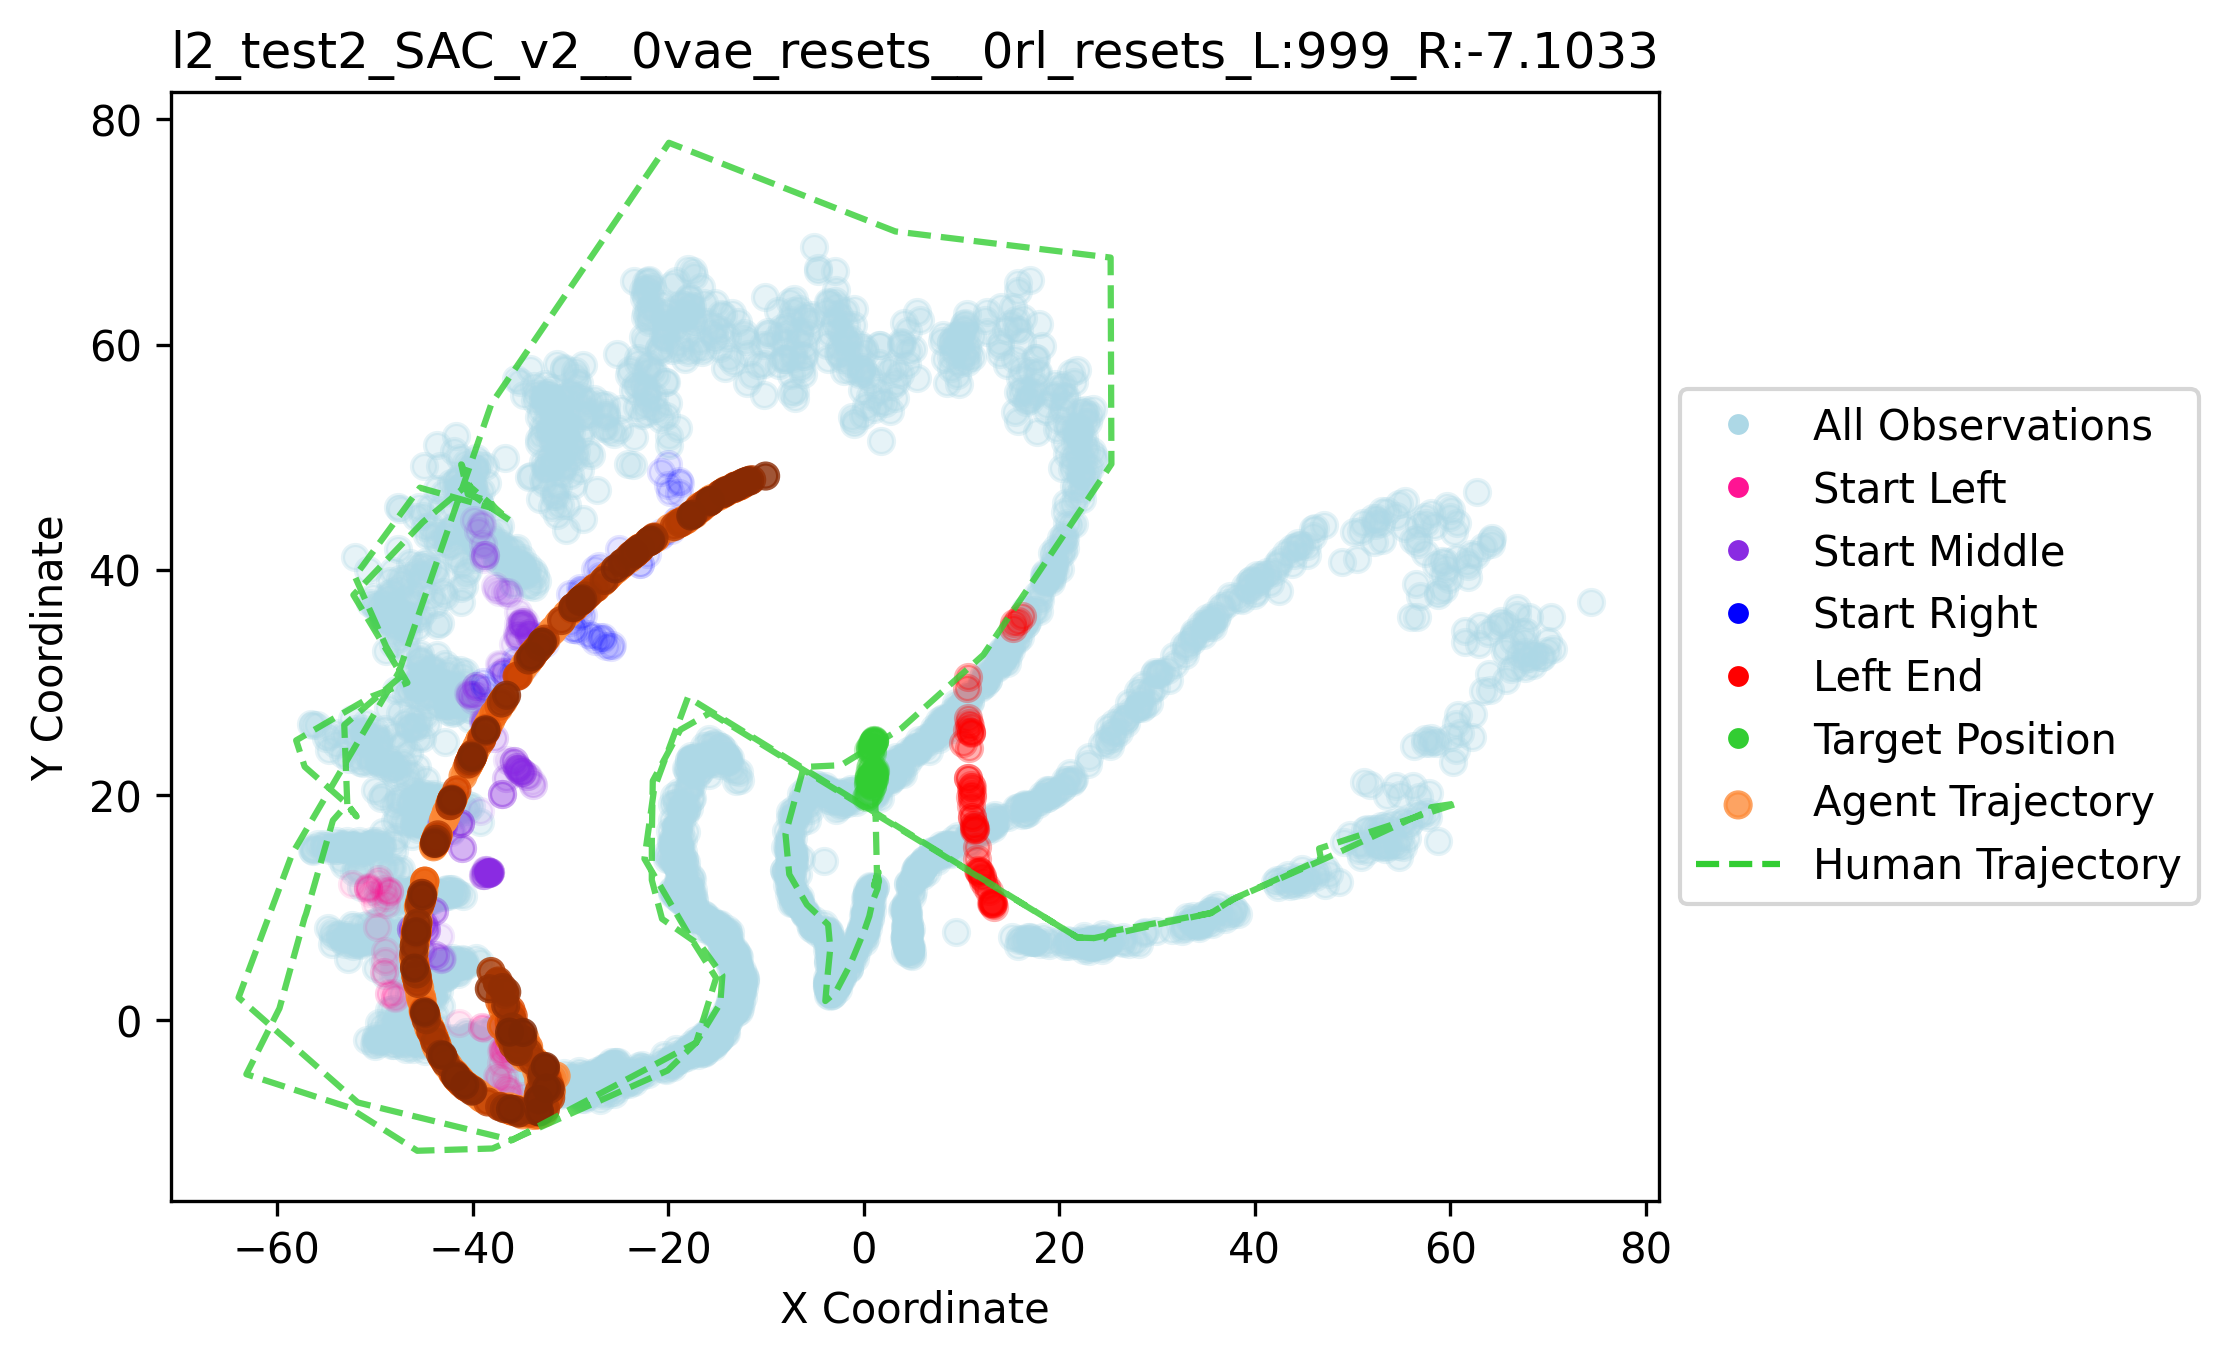 l2_test2_SAC_v2__0vae_resets__0rl_resets_L:999_R:-7.1033
80
60
40
20
0
Y Coordinate
−60
−40
−20
0
20
40
60
80
X Coordinate
All Observations
Start Left
Start Middle
Start Right
Left End
Target Position
Agent Trajectory
Human Trajectory